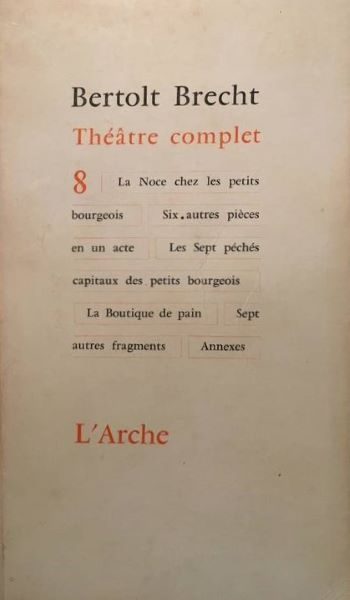 Bertolt Brecht
Théâtre complet
8 La Noce chez les petits
bourgeois Six autres pièces
en un acte Les Sept péchés
capitaux des petits bourgeois
La Boutique de pain Sept
autres fragments Annexes
L'Arche